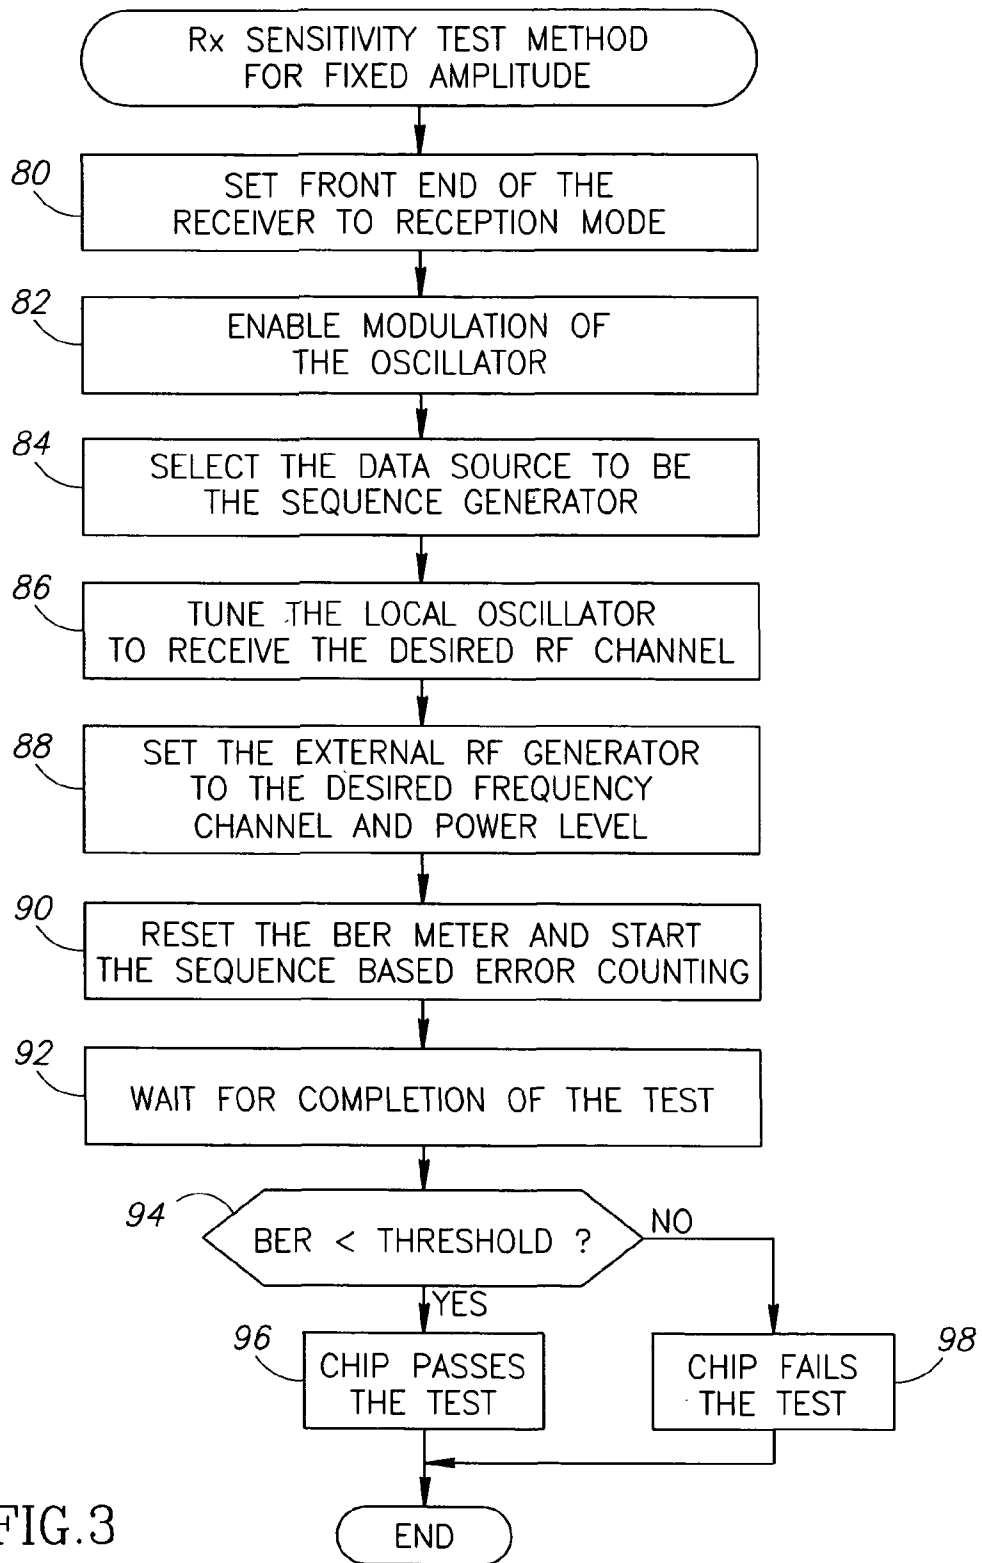 Rx SENSITIVITY TEST METHOD
FOR FIXED AMPLITUDE
80
SET FRONT END OF THE
RECEIVER TO RECEPTION MODE
82
ENABLE MODULATION OF
THE OSCILLATOR
84
SELECT THE DATA SOURCE TO BE
THE SEQUENCE GENERATOR
86
TUNE THE LOCAL OSCILLATOR
TO RECEIVE THE DESIRED RF CHANNEL
88
SET THE EXTERNAL RF GENERATOR
TO THE DESIRED FREQUENCY
CHANNEL AND POWER LEVEL
90
RESET THE BER METER AND START
THE SEQUENCE BASED ERROR COUNTING
92
WAIT FOR COMPLETION OF THE TEST
94
BER < THRESHOLD ?
NO
YES
96
CHIP PASSES
THE TEST
98
CHIP FAILS
THE TEST
END
FIG.3